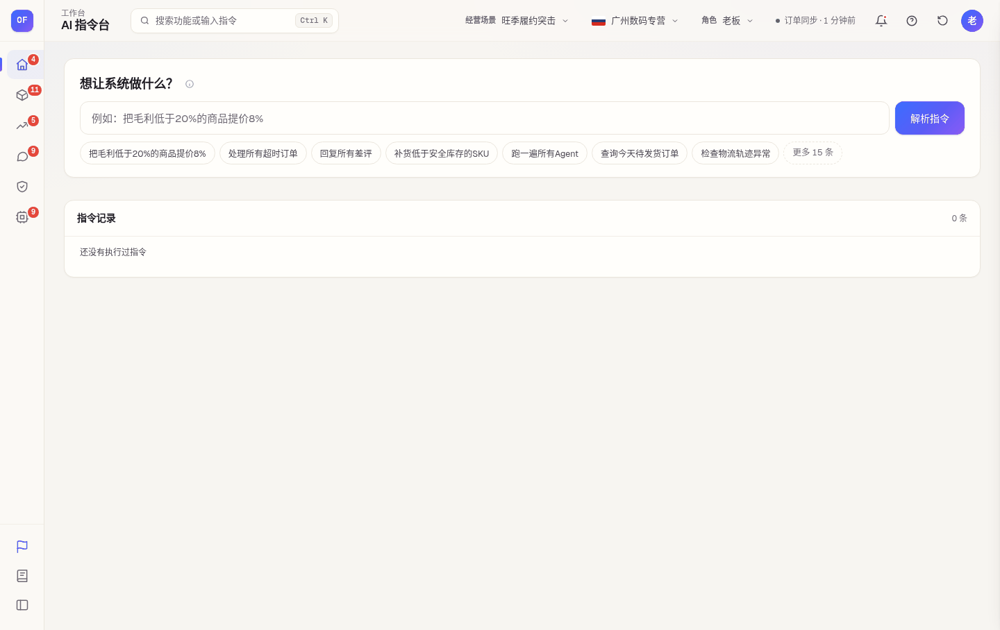 OF
工作台
AI 指令台
搜索功能或输入指令
Ctrl K
经营场景 旺季履约突击
广州数码专营
角色 老板
订单同步 · 1 分钟前
老
4
11
5
9
9
想让系统做什么？
例如：把毛利低于20%的商品提价8%
解析指令
把毛利低于20%的商品提价8%
处理所有超时订单
回复所有差评
补货低于安全库存的SKU
跑一遍所有Agent
查询今天待发货订单
检查物流轨迹异常
更多 15 条
指令记录
0 条
还没有执行过指令